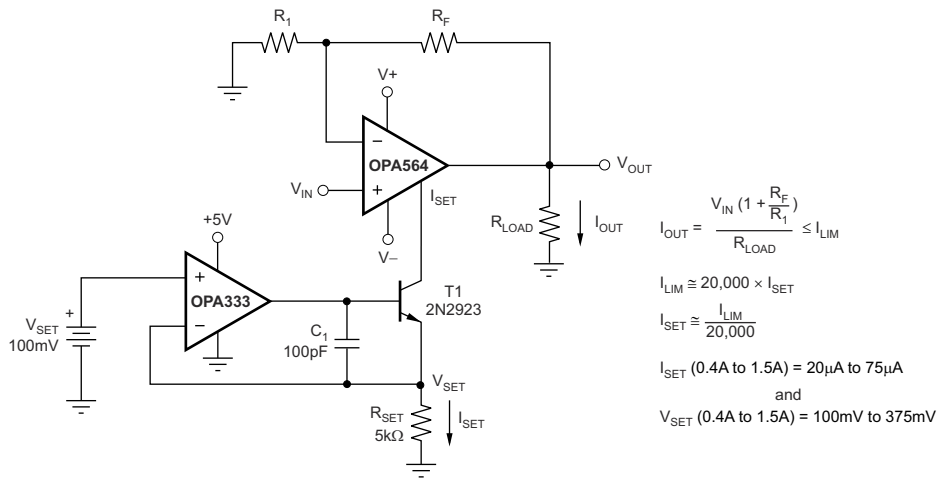 R1
RF
V+
−
OPA564
+
VIN
ISET
V−
VOUT
RLOAD
IOUT
+5V
+
OPA333
−
+
VSET
100mV
C1
100pF
T1
2N2923
VSET
RSET
5kΩ
ISET
IOUT = VIN (1 + RF/R1) / RLOAD ≤ ILIM
ILIM ≅ 20,000 × ISET
ISET ≅ ILIM / 20,000
ISET (0.4A to 1.5A) = 20μA to 75μA
and
VSET (0.4A to 1.5A) = 100mV to 375mV